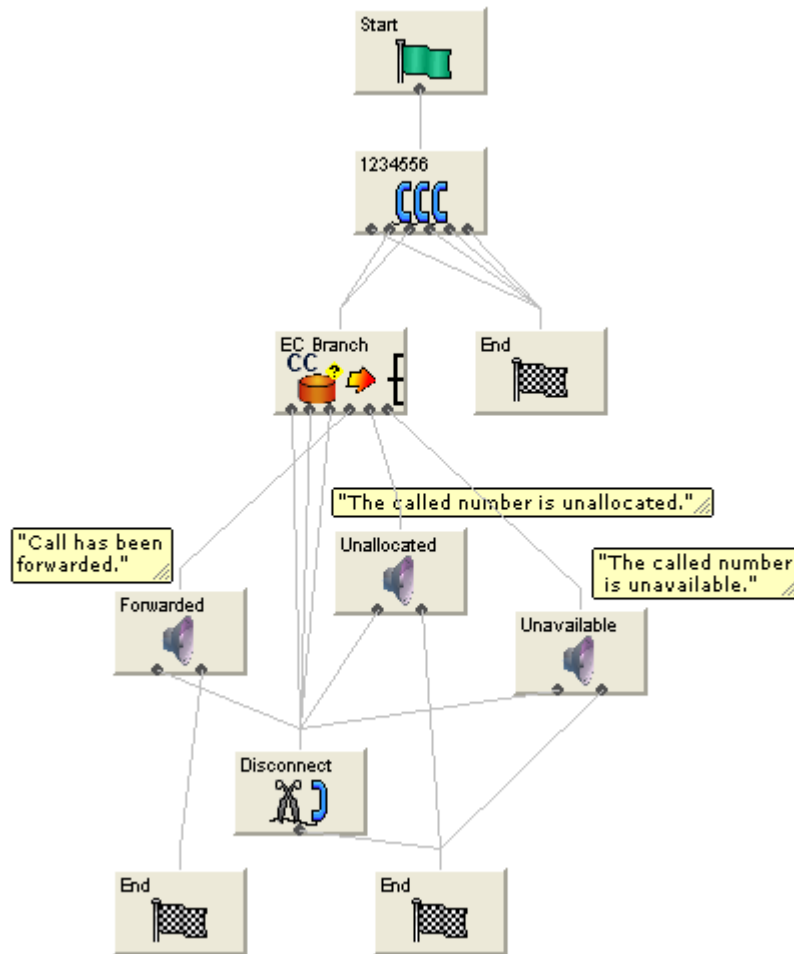 Start
1234556
EC Branch
CC
?
End
"The called number is unallocated."
"Call has been
forwarded."
Unallocated
"The called number
is unavailable."
Forwarded
Unavailable
Disconnect
End
End